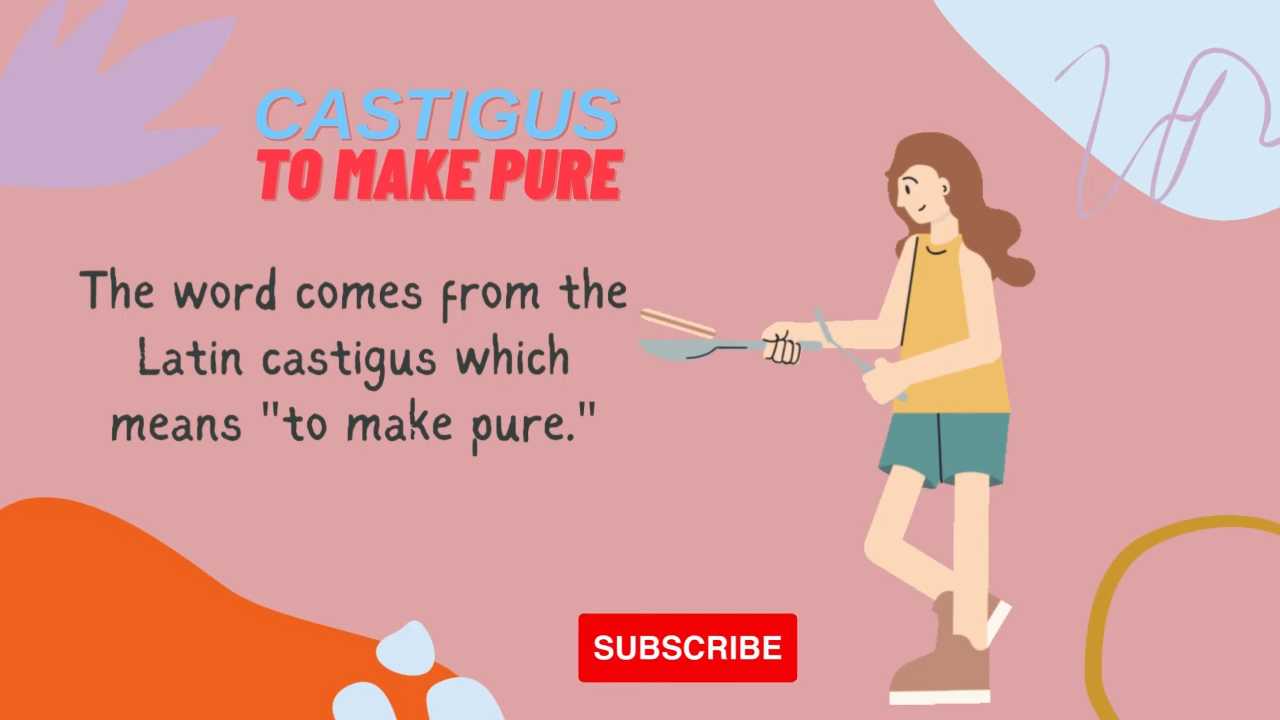 CASTIGUS
TO MAKE PURE
The word comes from the
Latin castigus which
means "to make pure."
SUBSCRIBE